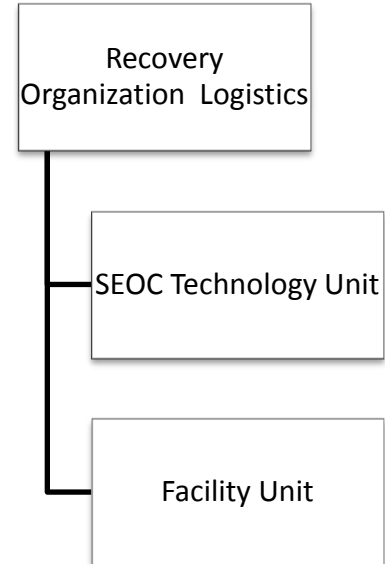 Recovery
Organization Logistics
SEOC Technology Unit
Facility Unit